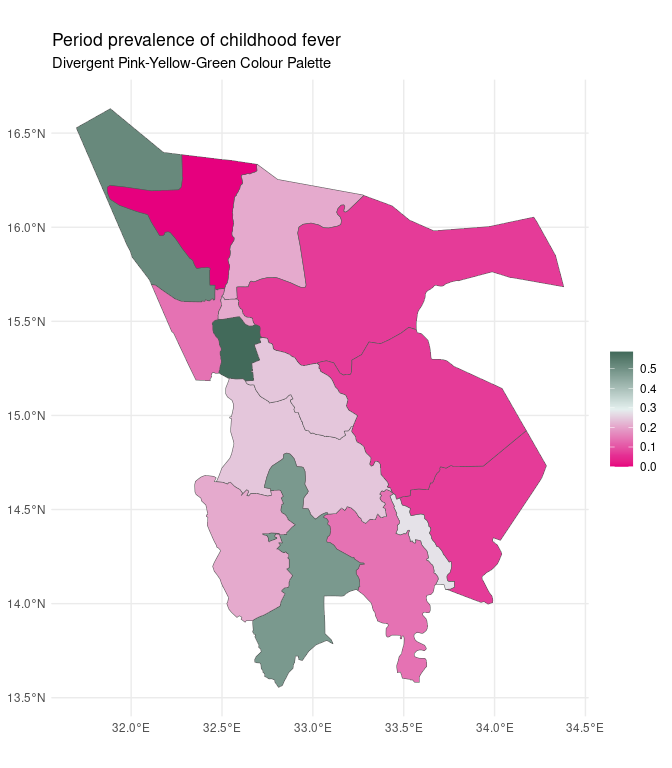 Period prevalence of childhood fever
Divergent Pink-Yellow-Green Colour Palette
16.5°N
16.0°N
15.5°N
15.0°N
14.5°N
14.0°N
13.5°N
32.0°E
32.5°E
33.0°E
33.5°E
34.0°E
34.5°E
0.5
0.4
0.3
0.2
0.1
0.0